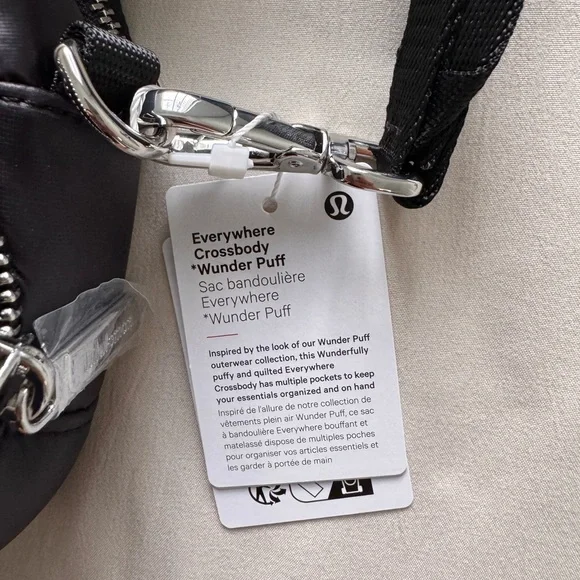 Everywhere
Crossbody
*Wunder Puff
Sac bandoulière
Everywhere
*Wunder Puff
Inspired by the look of our Wunder Puff
outerwear collection, this Wunderfully
puffy and quilted Everywhere
Crossbody has multiple pockets to keep
your essentials organized and on hand
Inspiré de l'allure de notre collection de
vêtements plein air Wunder Puff, ce sac
à bandoulière Everywhere bouffant et
matelassé dispose de multiples poches
pour organiser vos articles essentiels et
les garder à portée de main